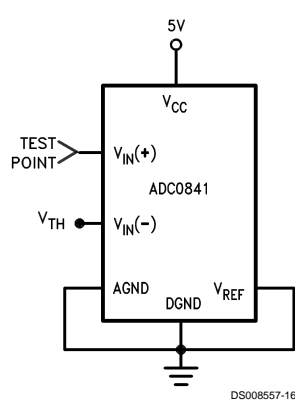 5V
VCC
TEST
POINT
VIN(+)
ADC0841
VTH
VIN(-)
AGND
VREF
DGND
DS008557-16